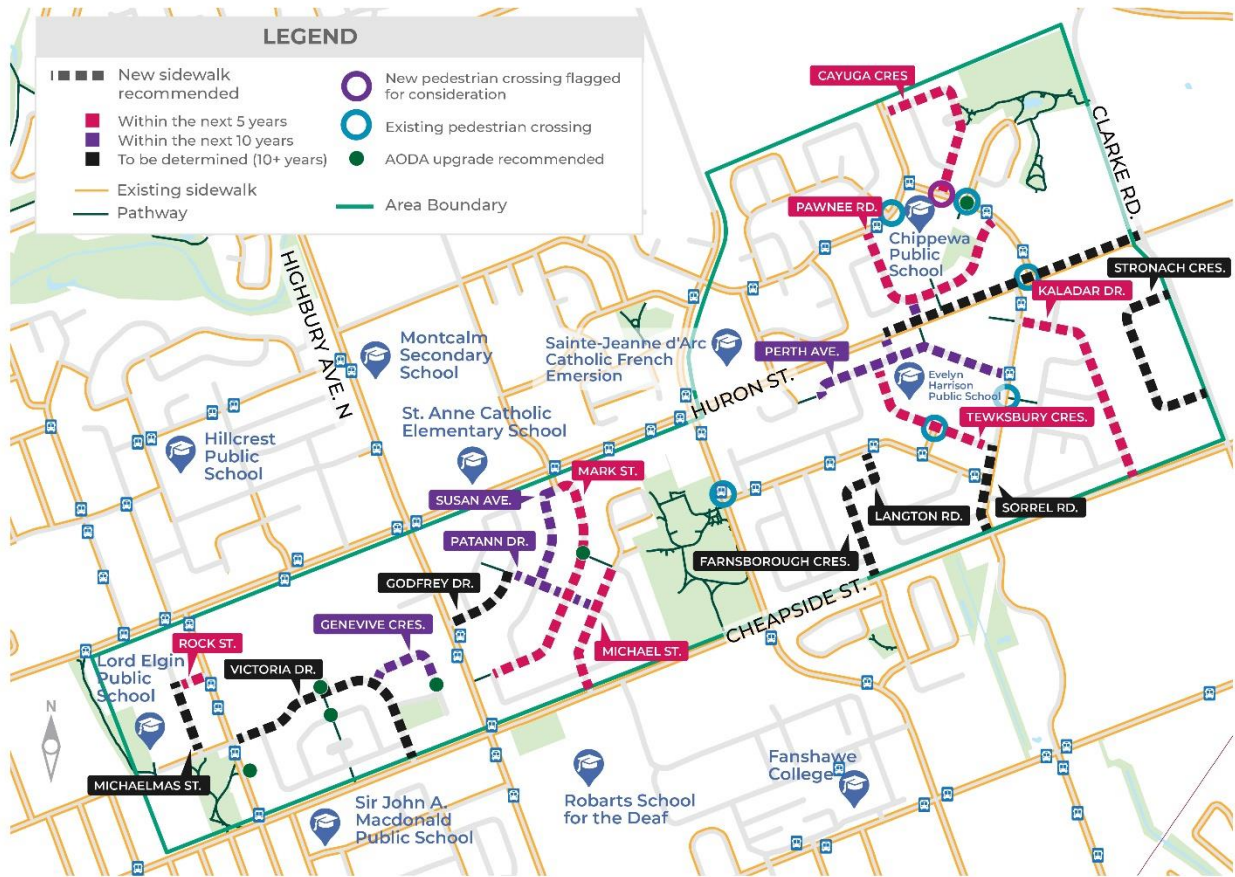 LEGEND
New sidewalk
recommended
Within the next 5 years
Within the next 10 years
To be determined (10+ years)
Existing sidewalk
Pathway
New pedestrian crossing flagged
for consideration
Existing pedestrian crossing
AODA upgrade recommended
Area Boundary
CAYUGA CRES
CLARKE RD.
PAWNEE RD.
Chippewa
Public
School
STRONACH CRES.
KALADAR DR.
HIGHBURY AVE. N
Montcalm
Secondary
School
Sainte-Jeanne d'Arc
Catholic French
Emersion
PERTH AVE.
HURON ST.
Evelyn
Harrison
Public School
TEWKSBURY CRES.
St. Anne Catholic
Elementary School
Hillcrest
Public
School
MARK ST.
SUSAN AVE.
LANGTON RD.
SORREL RD.
PATANN DR.
FARNSBOROUGH CRES.
GODFREY DR.
CHEAPSIDE ST.
GENEVIVE CRES.
MICHAEL ST.
ROCK ST.
Lord Elgin
Public
School
VICTORIA DR.
N
MICHAELMAS ST.
Sir John A.
Macdonald
Public School
Robarts School
for the Deaf
Fanshawe
College